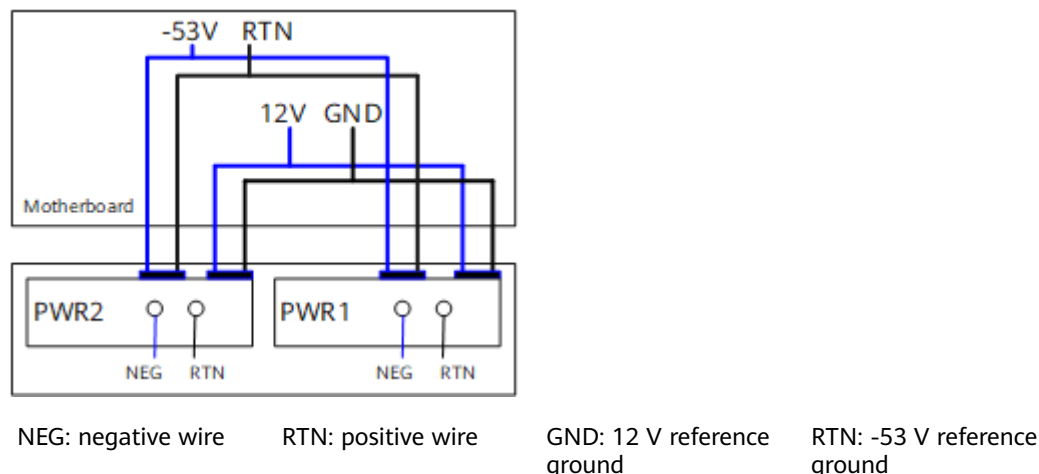 -53V RTN
12V GND
Motherboard
PWR2
PWR1
NEG RTN
NEG RTN
NEG: negative wire
RTN: positive wire
GND: 12 V reference
ground
RTN: -53 V reference
ground